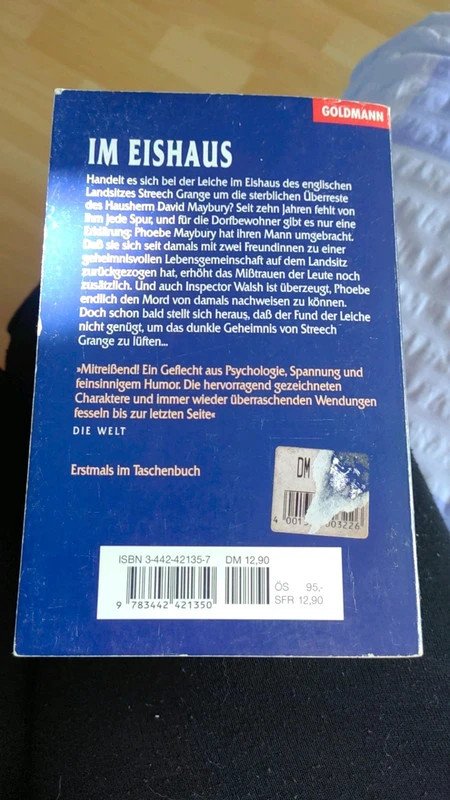 GOLDMANN
IM EISHAUS
Handelt es sich bei der Leiche im Eishaus des englischen
Landsitzes Streech Grange um die sterblichen Überreste
des Hausherrn David Maybury? Seit zehn Jahren fehlt von
ihm jede Spur, und für die Dorfbewohner gibt es nur eine
Erklärung: Phoebe Maybury hat ihren Mann umgebracht.
Daß sie sich seit damals mit zwei Freundinnen zu einer
geheimnisvollen Lebensgemeinschaft auf dem Landsitz
zurückgezogen hat, erhöht das Mißtrauen der Leute noch
zusätzlich. Und auch Inspector Walsh ist überzeugt, Phoebe
endlich den Mord von damals nachweisen zu können.
Doch schon bald stellt sich heraus, daß der Fund der Leiche
nicht genügt, um das dunkle Geheimnis von Streech
Grange zu lüften...
»Mitreißend! Ein Geflecht aus Psychologie, Spannung und
feinsinnigem Humor. Die hervorragend gezeichneten
Charaktere und immer wieder überraschenden Wendungen
fesseln bis zur letzten Seite«
DIE WELT
Erstmals im Taschenbuch
DM
4 001 003226
ISBN 3-442-42135-7 DM 12,90
ÖS 95,-
SFR 12,90
9 783442 421350